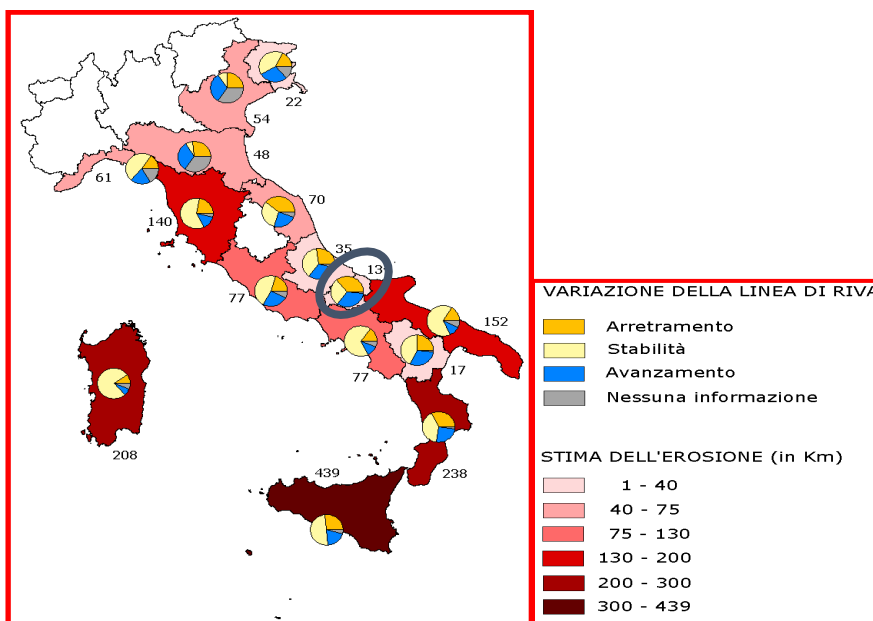 22
54
48
61
70
140
35
13
77
152
77
17
208
439
238
VARIAZIONE DELLA LINEA DI RIVA
Arretramento
Stabilità
Avanzamento
Nessuna informazione
STIMA DELL'EROSIONE (in Km)
1 - 40
40 - 75
75 - 130
130 - 200
200 - 300
300 - 439